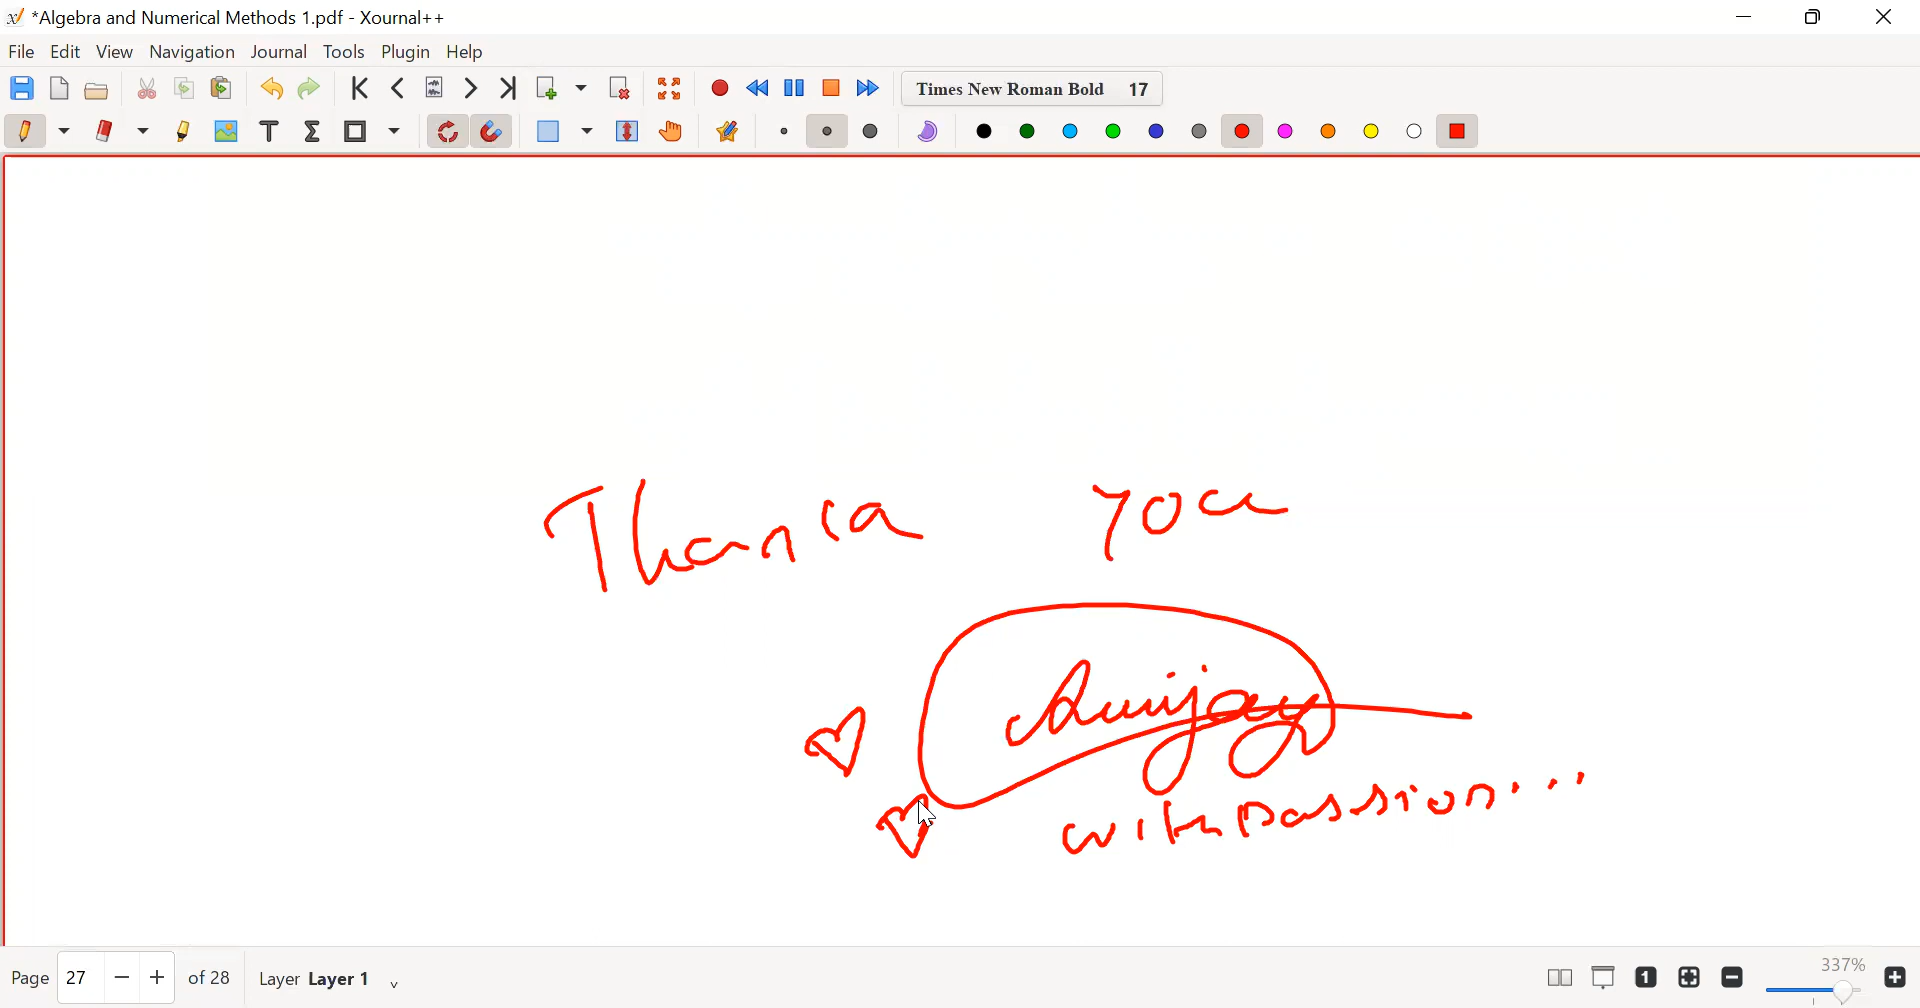 *Algebra and Numerical Methods 1.pdf - Xournal++
File Edit View Navigation Journal Tools Plugin Help
Times New Roman Bold 17
Thank you
with passion...
Page 27 of 28 Layer Layer 1 337%